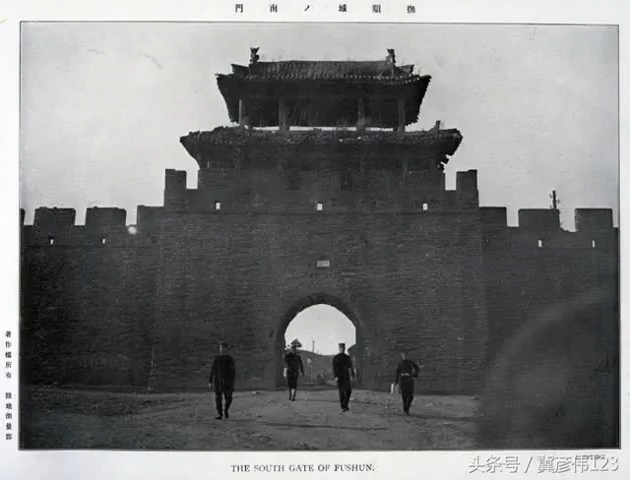 撫順城ノ南門
著作權所有 陸地測量部
THE SOUTH GATE OF FUSHUN.
头条号 / 冀彦伟123